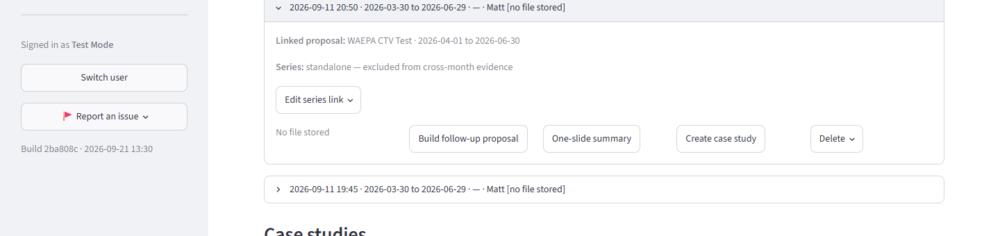 2026-09-11 20:50 · 2026-03-30 to 2026-06-29 · — · Matt [no file stored]
Signed in as Test Mode
Switch user
Report an issue
Build 2ba808c · 2026-09-21 13:30
Linked proposal: WAEPA CTV Test · 2026-04-01 to 2026-06-30
Series: standalone — excluded from cross-month evidence
Edit series link
No file stored
Build follow-up proposal
One-slide summary
Create case study
Delete
2026-09-11 19:45 · 2026-03-30 to 2026-06-29 · — · Matt [no file stored]
Case studies